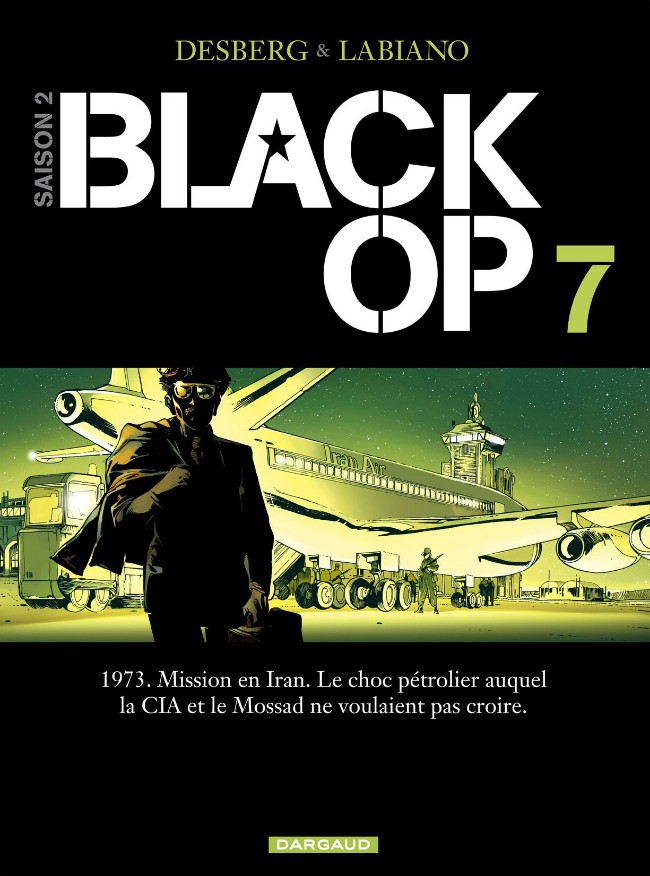 DESBERG & LABIANO
SAISON 2
BLACK
OP 7
Iran Air
1973. Mission en Iran. Le choc pétrolier auquel
la CIA et le Mossad ne voulaient pas croire.
DARGAUD